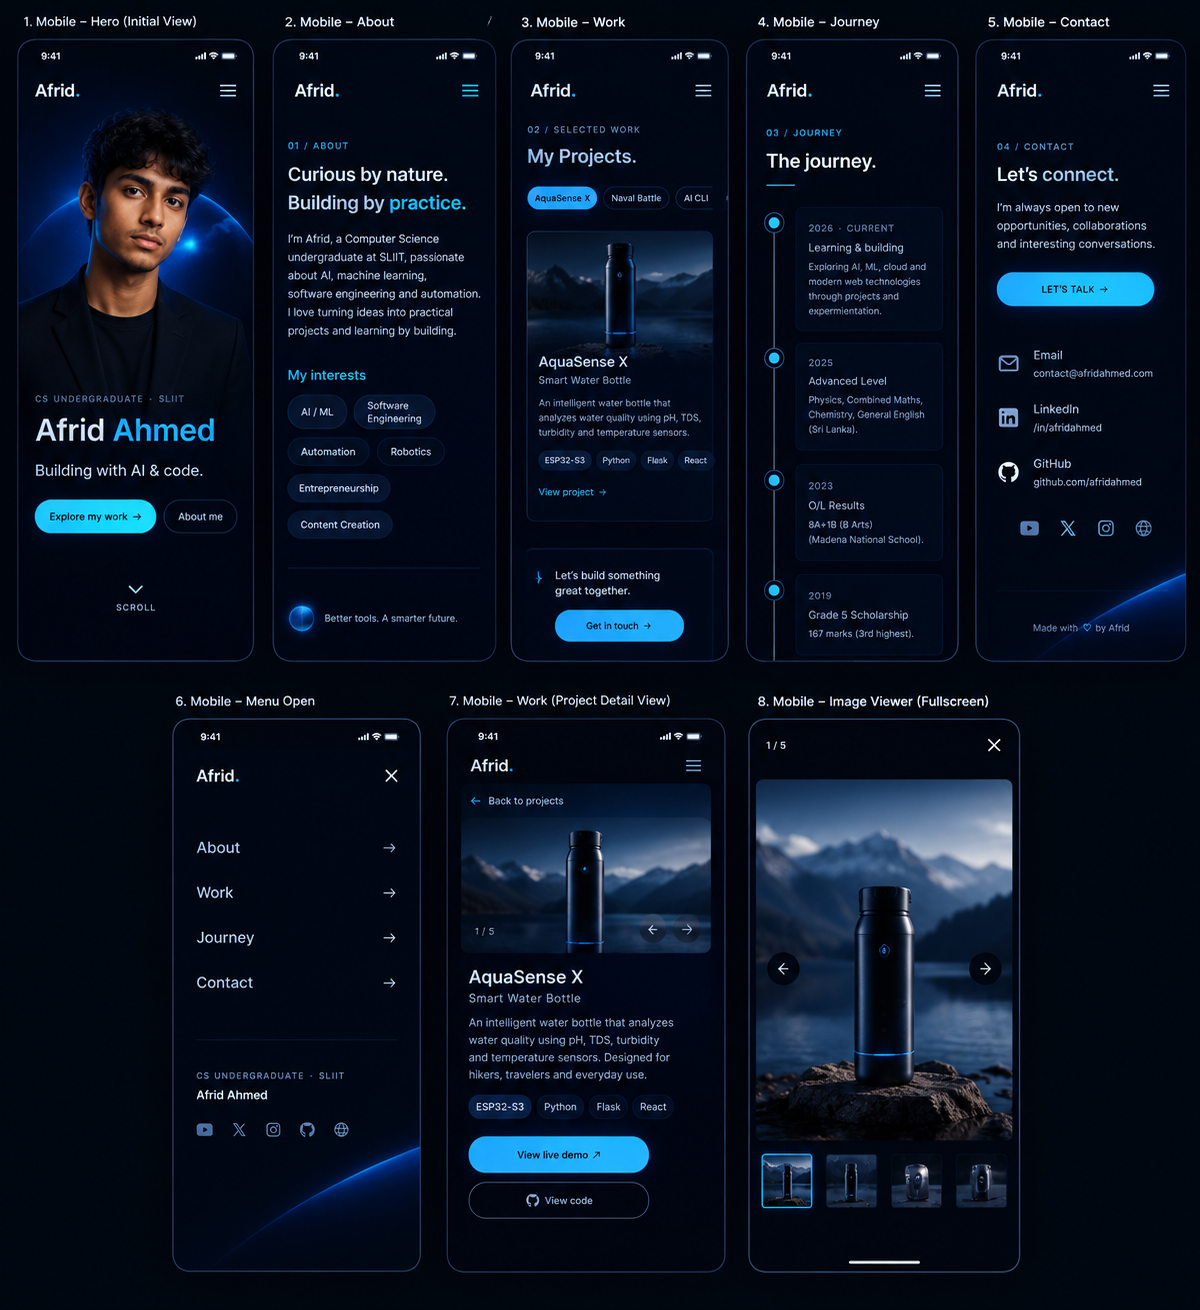 1. Mobile – Hero (Initial View)
9:41
Afrid.
CS UNDERGRADUATE · SLIIT
Afrid Ahmed
Building with AI & code.
Explore my work →
About me
SCROLL
2. Mobile – About
/
9:41
Afrid.
01 / ABOUT
Curious by nature.
Building by practice.
I'm Afrid, a Computer Science
undergraduate at SLIIT, passionate
about AI, machine learning,
software engineering and automation.
I love turning ideas into practical
projects and learning by building.
My interests
AI / ML
Software
Engineering
Automation
Robotics
Entrepreneurship
Content Creation
Better tools. A smarter future.
3. Mobile – Work
9:41
Afrid.
02 / SELECTED WORK
My Projects.
AquaSense X
Naval Battle
AI CLI
AquaSense X
Smart Water Bottle
An intelligent water bottle that
analyzes water quality using pH, TDS,
turbidity and temperature sensors.
ESP32-S3
Python
Flask
React
View project →
Let's build something
great together.
Get in touch →
4. Mobile – Journey
9:41
Afrid.
03 / JOURNEY
The journey.
2026 · CURRENT
Learning & building
Exploring AI, ML, cloud and
modern web technologies
through projects and
expermientation.
2025
Advanced Level
Physics, Combined Maths,
Chemistry, General English
(Sri Lanka).
2023
O/L Results
8A+1B (B Arts)
(Madena National School).
2019
Grade 5 Scholarship
167 marks (3rd highest).
5. Mobile – Contact
9:41
Afrid.
04 / CONTACT
Let's connect.
I'm always open to new
opportunities, collaborations
and interesting conversations.
LET'S TALK →
Email
contact@afridahmed.com
LinkedIn
/in/afridahmed
GitHub
github.com/afridahmed
Made with ♡ by Afrid
6. Mobile – Menu Open
9:41
Afrid.
About →
Work →
Journey →
Contact →
CS UNDERGRADUATE · SLIIT
Afrid Ahmed
7. Mobile – Work (Project Detail View)
9:41
Afrid.
← Back to projects
1 / 5
AquaSense X
Smart Water Bottle
An intelligent water bottle that analyzes
water quality using pH, TDS, turbidity
and temperature sensors. Designed for
hikers, travelers and everyday use.
ESP32-S3
Python
Flask
React
View live demo ↗
View code
8. Mobile – Image Viewer (Fullscreen)
1 / 5